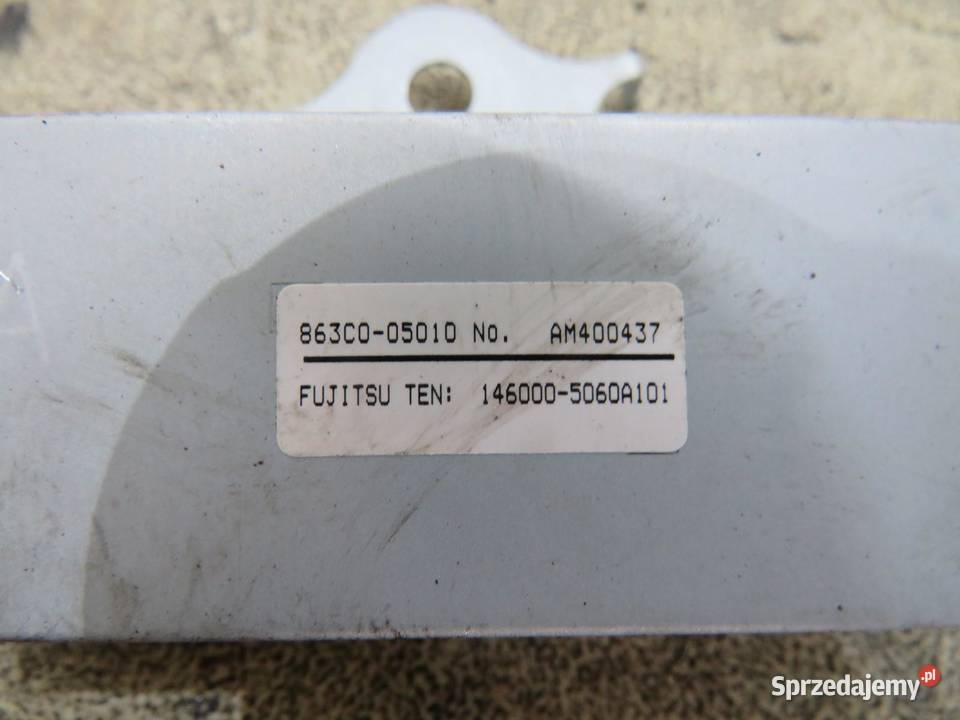 863C0-05010 No. AM400437
FUJITSU TEN: 146000-5060A101
Sprzedajemy.pl